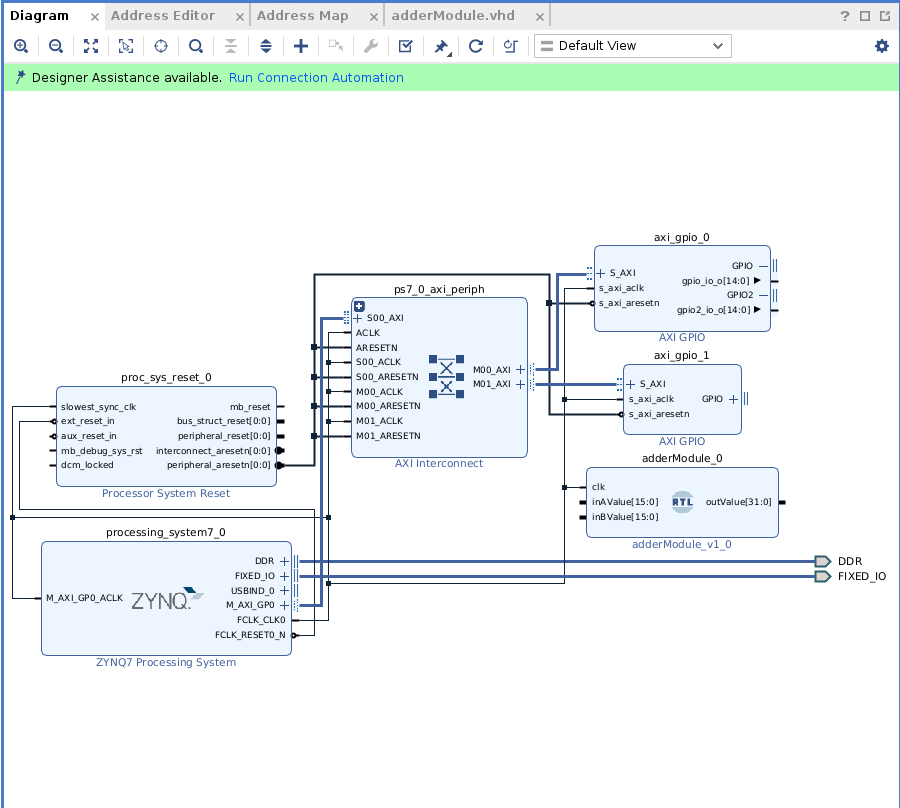 Diagram × Address Editor × Address Map × adderModule.vhd × ? 
Default View
Designer Assistance available. Run Connection Automation
axi_gpio_0
S_AXI
s_axi_aclk
s_axi_aresetn
GPIO
gpio_io_o[14:0]
GPIO2
gpio2_io_o[14:0]
AXI GPIO
ps7_0_axi_periph
S00_AXI
ACLK
ARESETN
S00_ACLK
S00_ARESETN
M00_ACLK
M00_ARESETN
M01_ACLK
M01_ARESETN
M00_AXI
M01_AXI
AXI Interconnect
axi_gpio_1
S_AXI
s_axi_aclk
s_axi_aresetn
GPIO
AXI GPIO
proc_sys_reset_0
slowest_sync_clk
ext_reset_in
aux_reset_in
mb_debug_sys_rst
dcm_locked
mb_reset
bus_struct_reset[0:0]
peripheral_reset[0:0]
interconnect_aresetn[0:0]
peripheral_aresetn[0:0]
Processor System Reset
adderModule_0
clk
inAValue[15:0]
inBValue[15:0]
RTL
outValue[31:0]
adderModule_v1_0
processing_system7_0
M_AXI_GP0_ACLK
ZYNQ
DDR
FIXED_IO
USBIND_0
M_AXI_GP0
FCLK_CLK0
FCLK_RESET0_N
ZYNQ7 Processing System
DDR
FIXED_IO